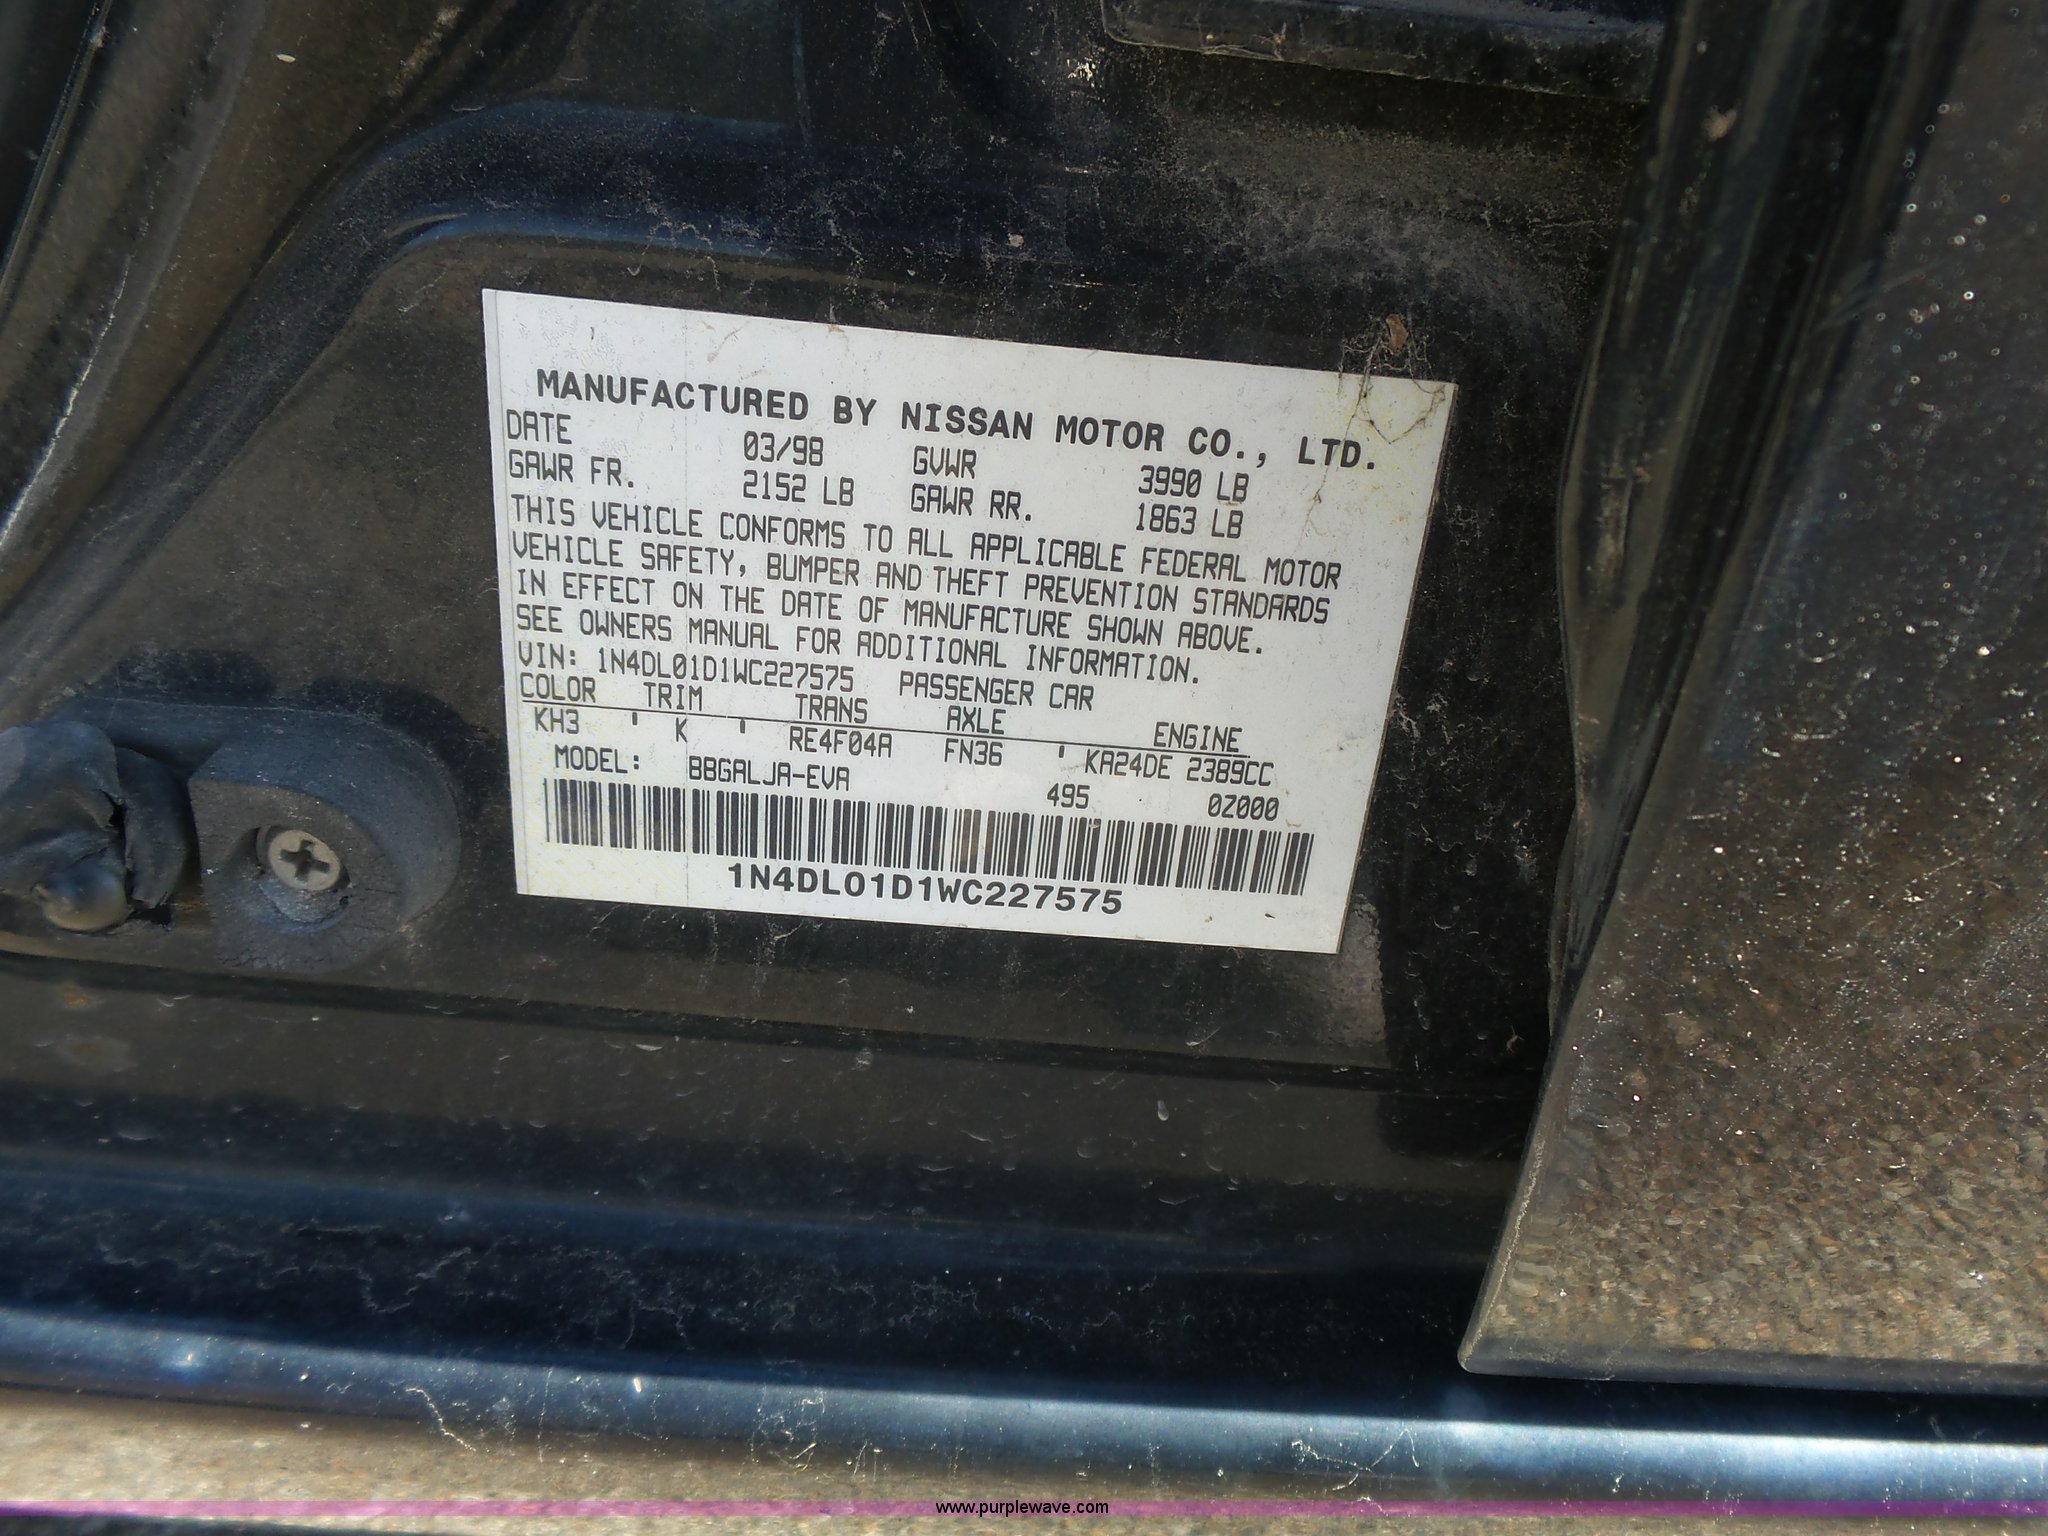 MANUFACTURED BY NISSAN MOTOR CO., LTD.
DATE 03/98 GVWR 3990 LB
GAWR FR. 2152 LB GAWR RR. 1863 LB
THIS VEHICLE CONFORMS TO ALL APPLICABLE FEDERAL MOTOR
VEHICLE SAFETY, BUMPER AND THEFT PREVENTION STANDARDS
IN EFFECT ON THE DATE OF MANUFACTURE SHOWN ABOVE.
SEE OWNERS MANUAL FOR ADDITIONAL INFORMATION.
VIN: 1N4DL01D1WC227575 PASSENGER CAR
COLOR TRIM TRANS AXLE ENGINE
KH3 ' K ' RE4F04A FN36 ' KA24DE 2389CC
MODEL: BBGALJA-EVA 495 0Z000
1N4DL01D1WC227575
www.purplewave.com